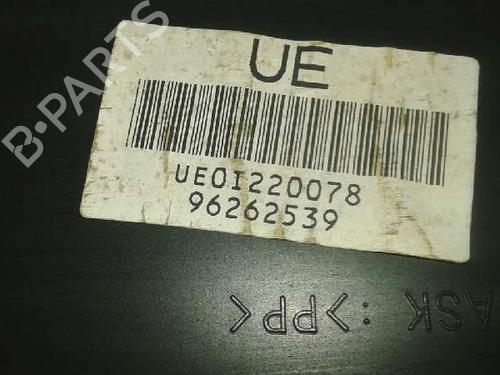 UE
UE0I220078
96262539
ASK : >PP<
B-PARTS